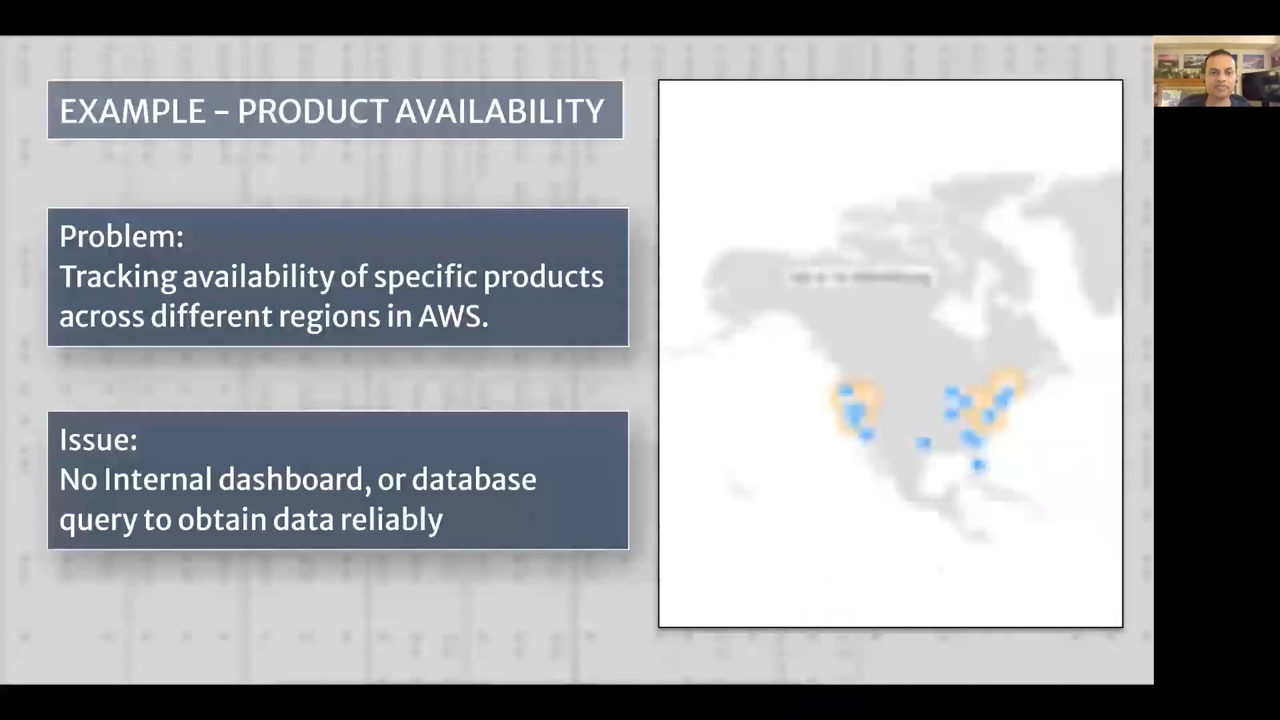 EXAMPLE – PRODUCT AVAILABILITY
Problem:
Tracking availability of specific products
across different regions in AWS.
Issue:
No Internal dashboard, or database
query to obtain data reliably